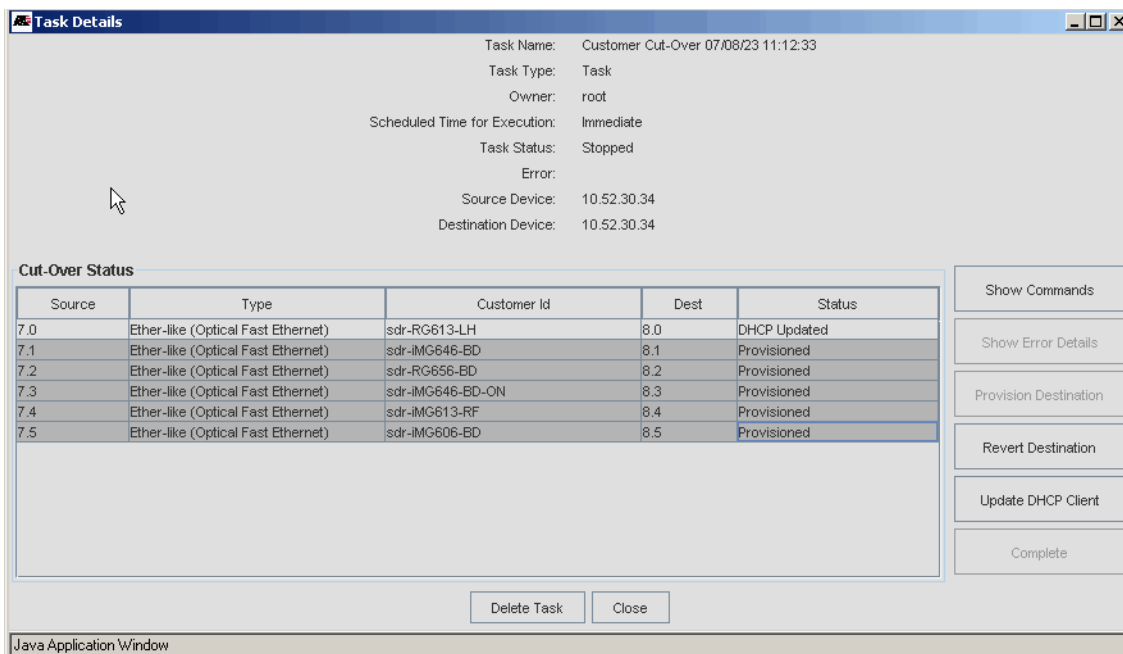 Task Details
Task Name: Customer Cut-Over 07/08/23 11:12:33
Task Type: Task
Owner: root
Scheduled Time for Execution: Immediate
Task Status: Stopped
Error:
Source Device: 10.52.30.34
Destination Device: 10.52.30.34
Cut-Over Status
Source Type Customer Id Dest Status
7.0 Ether-like (Optical Fast Ethernet) sdr-RG613-LH 8.0 DHCP Updated
7.1 Ether-like (Optical Fast Ethernet) sdr-iMG646-BD 8.1 Provisioned
7.2 Ether-like (Optical Fast Ethernet) sdr-RG656-BD 8.2 Provisioned
7.3 Ether-like (Optical Fast Ethernet) sdr-iMG646-BD-ON 8.3 Provisioned
7.4 Ether-like (Optical Fast Ethernet) sdr-iMG613-RF 8.4 Provisioned
7.5 Ether-like (Optical Fast Ethernet) sdr-iMG606-BD 8.5 Provisioned
Show Commands
Show Error Details
Provision Destination
Revert Destination
Update DHCP Client
Complete
Delete Task Close
Java Application Window